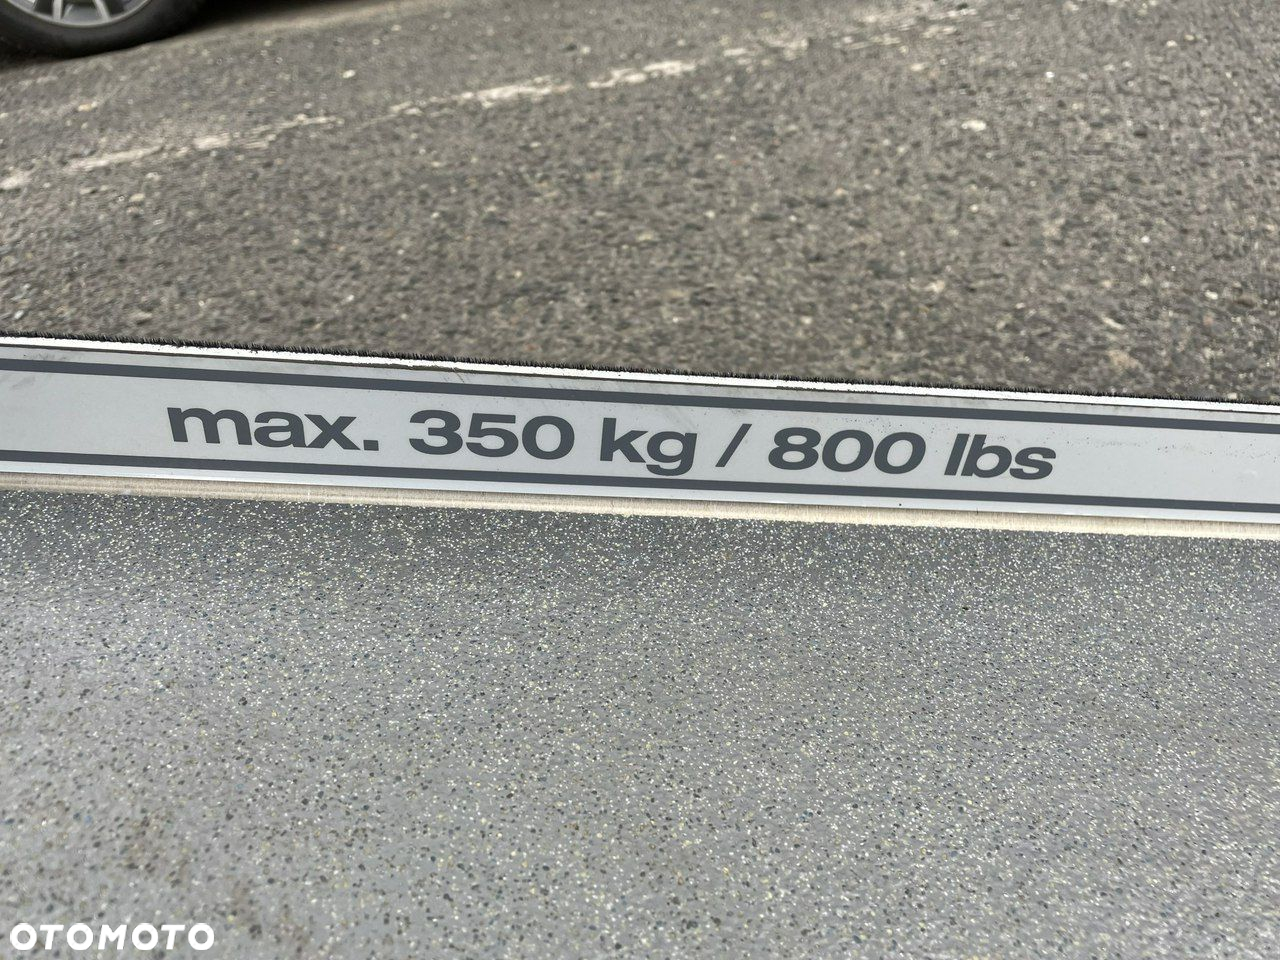 max. 350 kg / 800 lbs
OTOMOTO